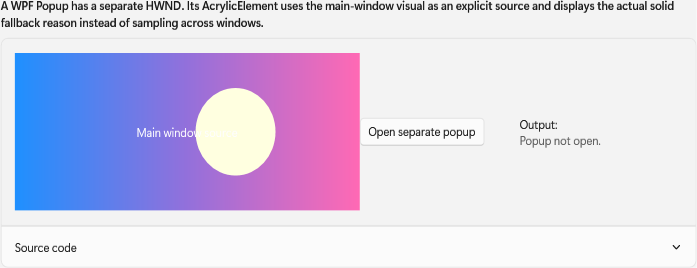 A WPF Popup has a separate HWND. Its AcrylicElement uses the main-window visual as an explicit source and displays the actual solid
fallback reason instead of sampling across windows.
Main window
Open separate popup
Output:
Popup not open.
Source code